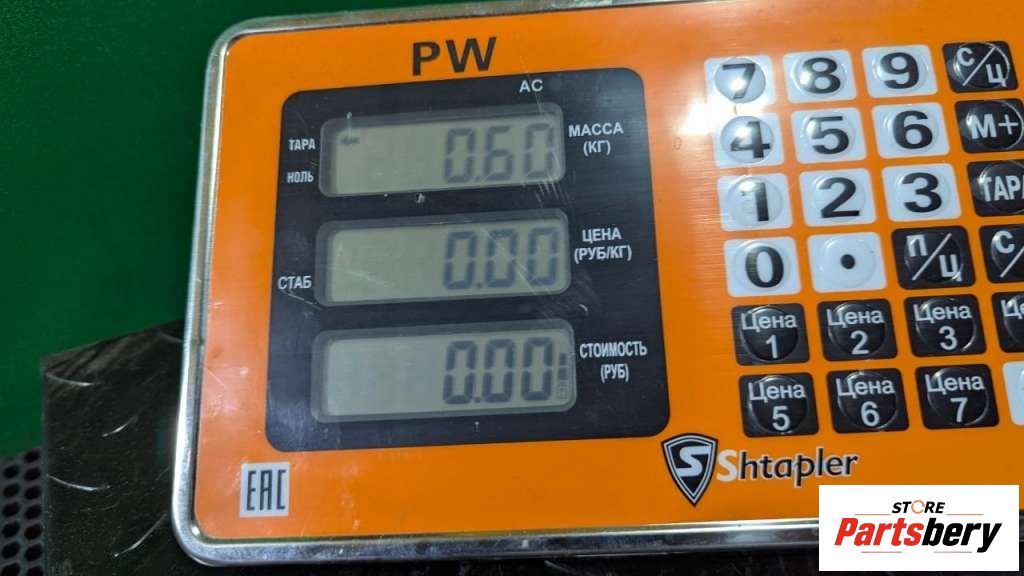 PW
AC
ТАРА
0.60
МАССА
(КГ)
НОЛЬ
0.00
ЦЕНА
(РУБ/КГ)
СТАБ
0.00
СТОИМОСТЬ
(РУБ)
7 8 9 С/Ц
4 5 6 М+
1 2 3
0 . П/Ц
Цена 1
Цена 2
Цена 3
Цена 5
Цена 6
Цена 7
S Shtapler
EAC
STORE
Partsbery